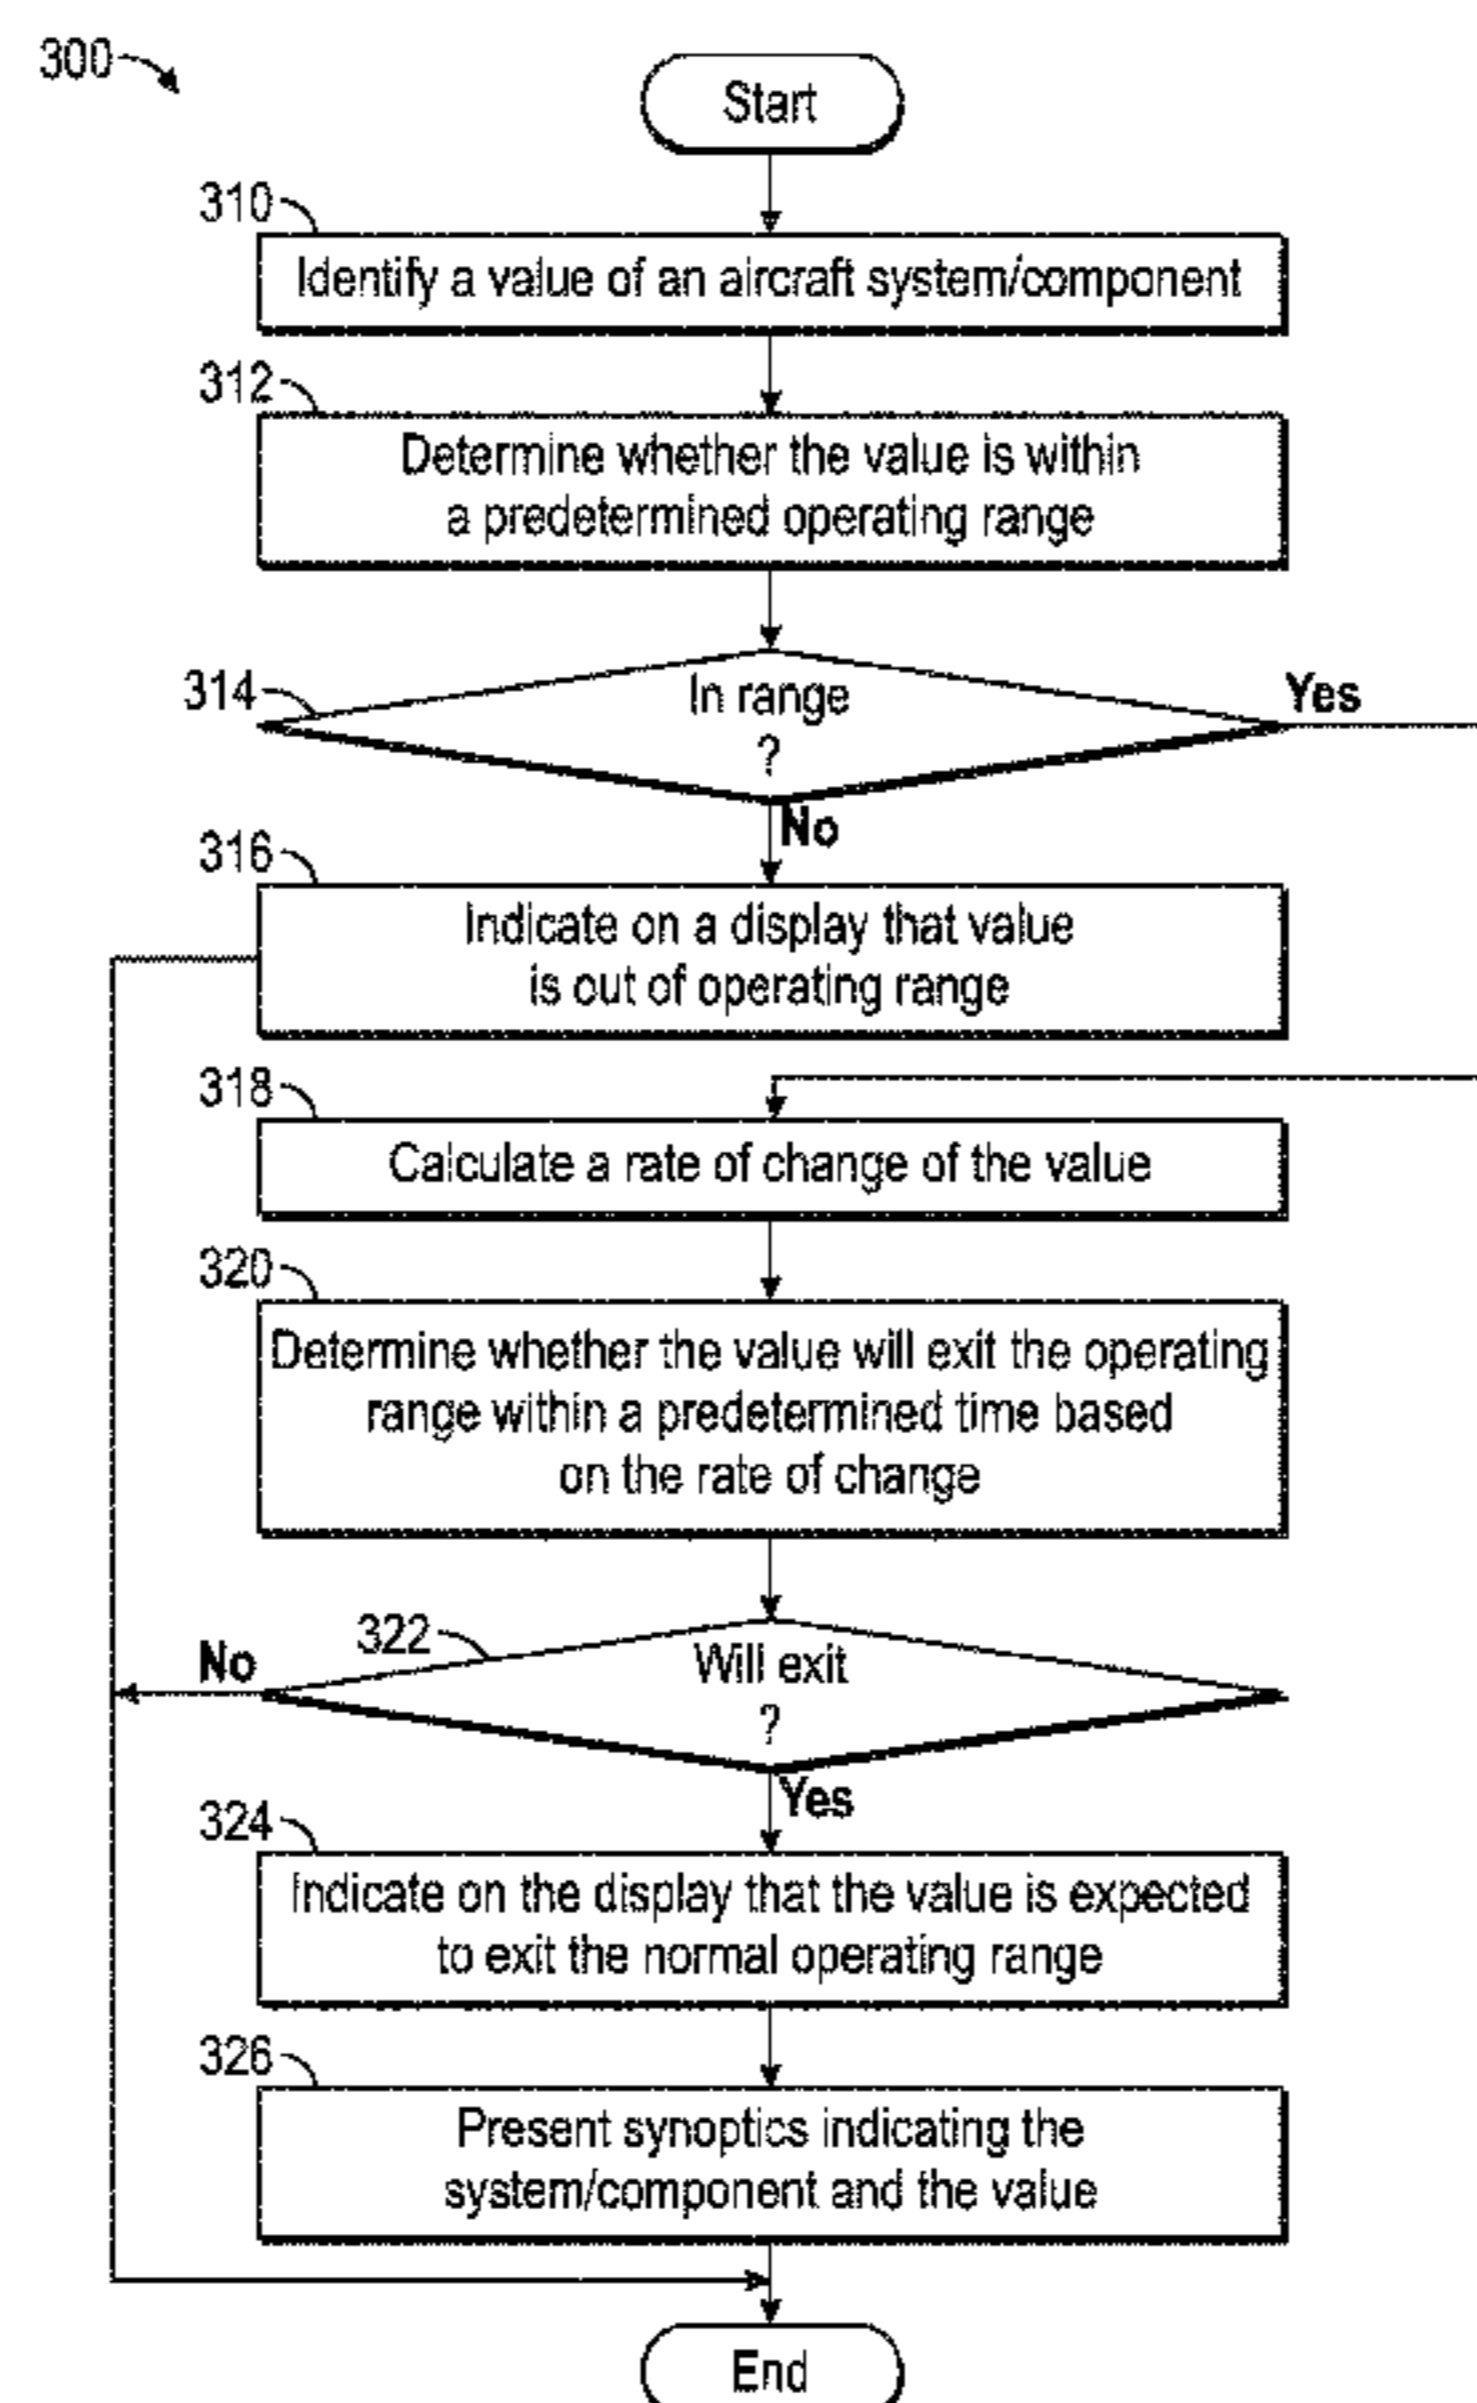 300
Start
310
Identify a value of an aircraft system/component
312
Determine whether the value is within
a predetermined operating range
314
In range
?
Yes
No
316
Indicate on a display that value
is out of operating range
318
Calculate a rate of change of the value
320
Determine whether the value will exit the operating
range within a predetermined time based
on the rate of change
322
Will exit
?
No
Yes
324
Indicate on the display that the value is expected
to exit the normal operating range
326
Present synoptics indicating the
system/component and the value
End